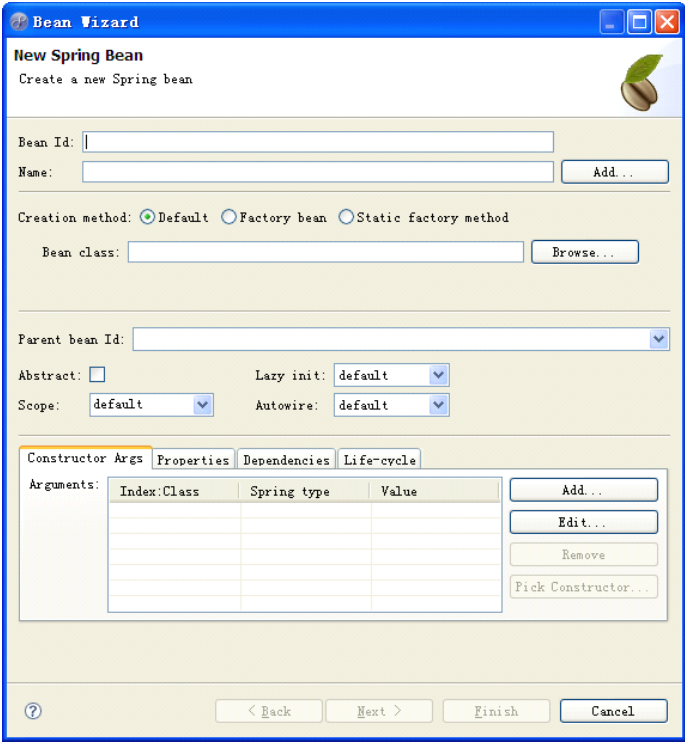 Bean Wizard
New Spring Bean
Create a new Spring bean
Bean Id:
Name: Add...
Creation method: Default Factory bean Static factory method
Bean class: Browse...
Parent bean Id:
Abstract: Lazy init: default
Scope: default Autowire: default
Constructor Args Properties Dependencies Life-cycle
Arguments: Index:Class Spring type Value Add...
Edit...
Remove
Pick Constructor...
? < Back Next > Finish Cancel